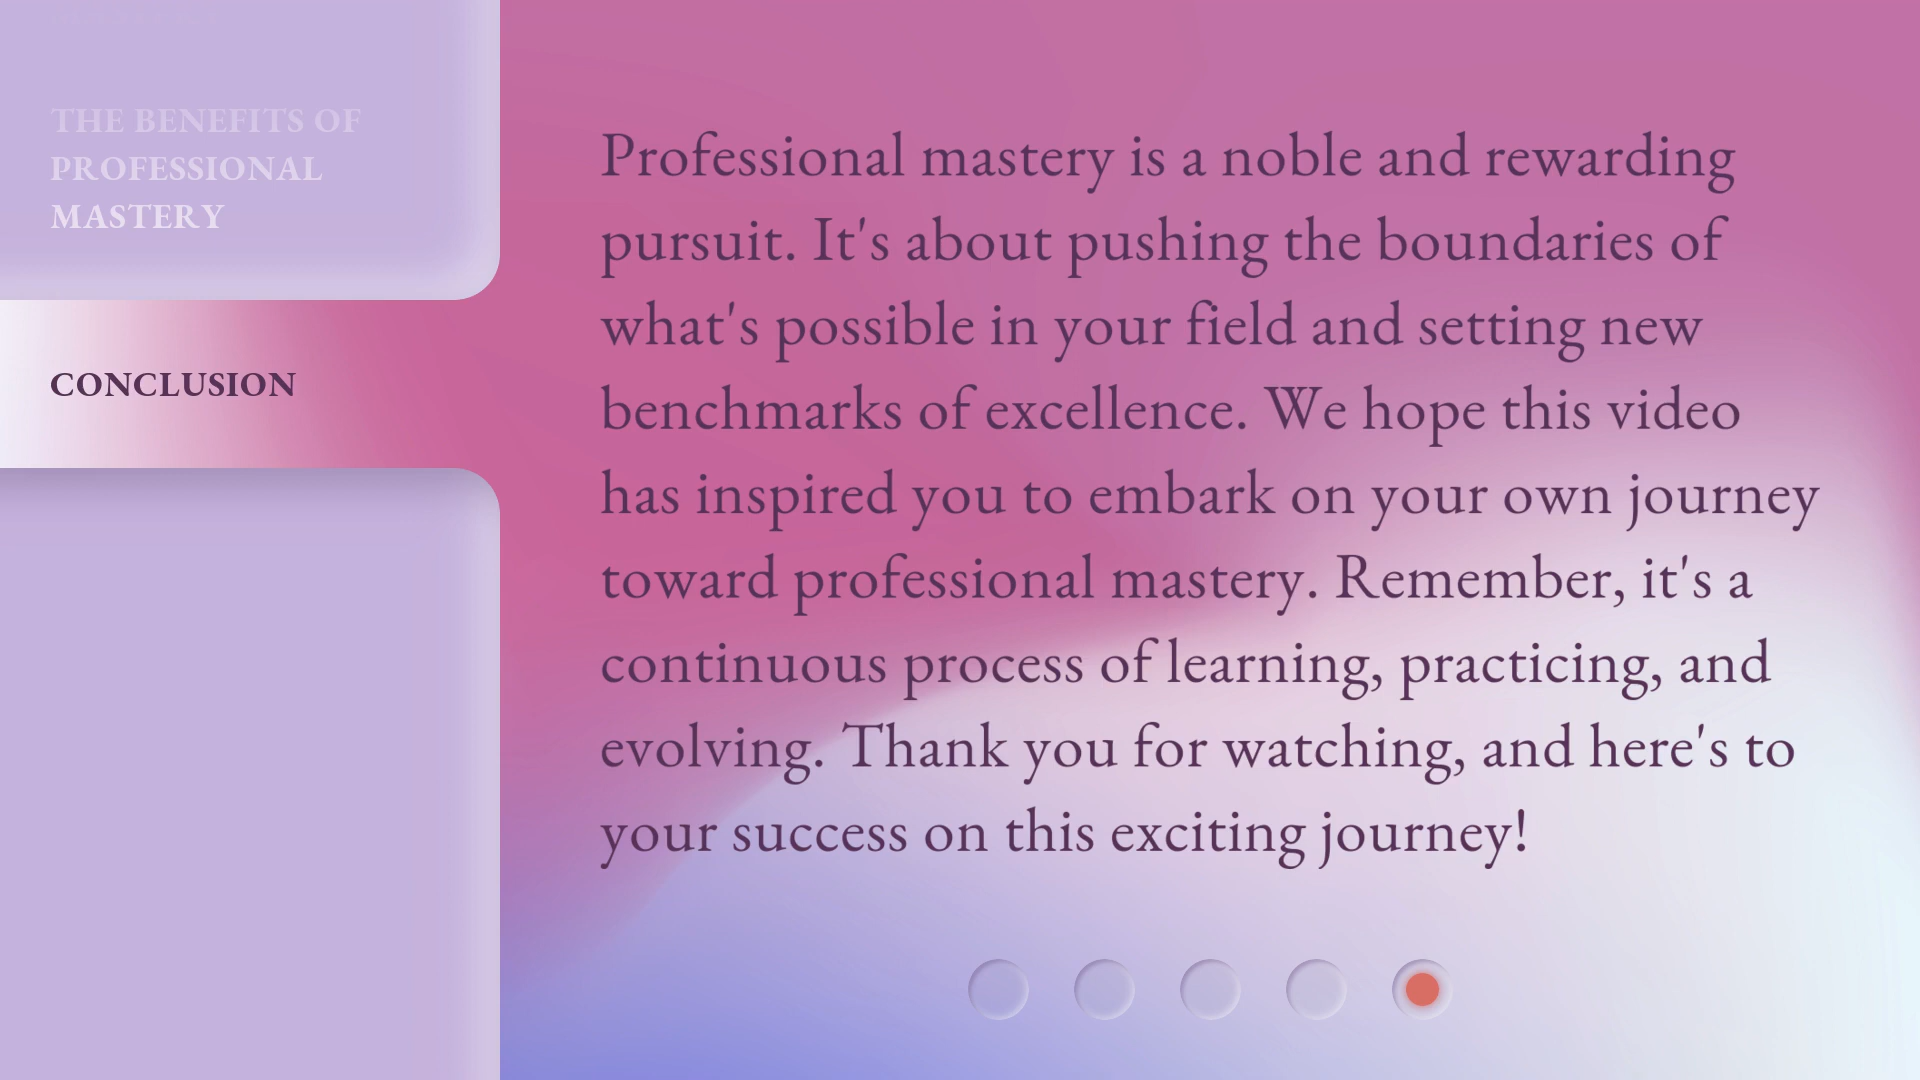 THE BENEFITS OF
PROFESSIONAL
MASTERY
CONCLUSION
Professional mastery is a noble and rewarding
pursuit. It's about pushing the boundaries of
what's possible in your field and setting new
benchmarks of excellence. We hope this video
has inspired you to embark on your own journey
toward professional mastery. Remember, it's a
continuous process of learning, practicing, and
evolving. Thank you for watching, and here's to
your success on this exciting journey!